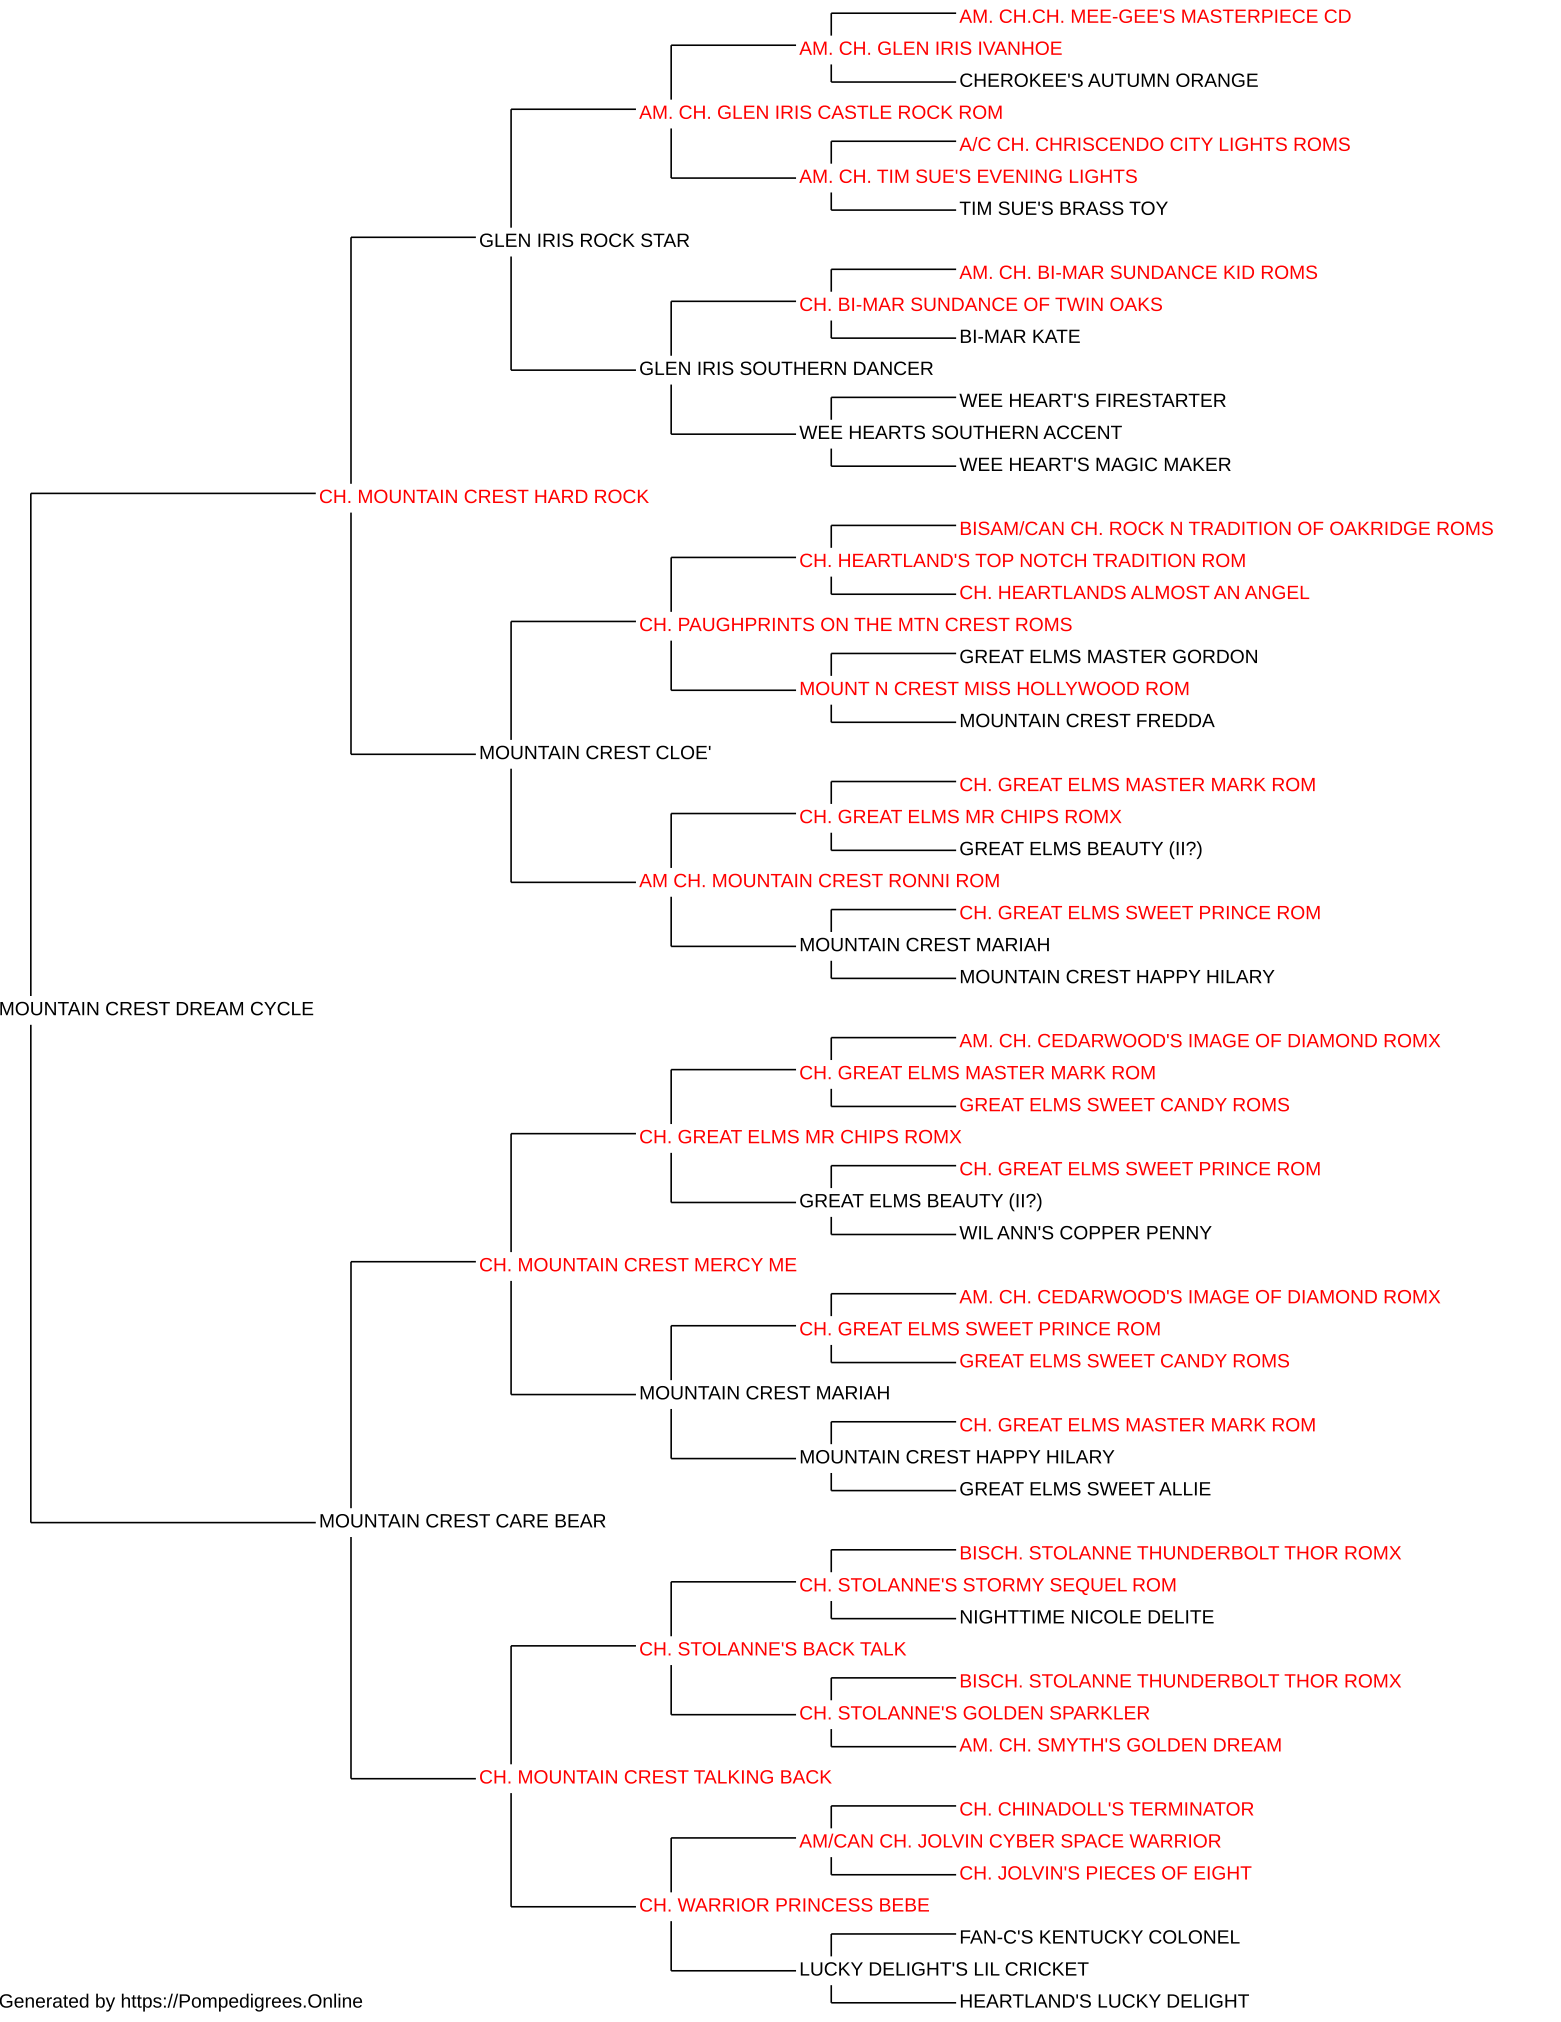 AM. CH.CH. MEE-GEE'S MASTERPIECE CD
AM. CH. GLEN IRIS IVANHOE
CHEROKEE'S AUTUMN ORANGE
AM. CH. GLEN IRIS CASTLE ROCK ROM
A/C CH. CHRISCENDO CITY LIGHTS ROMS
AM. CH. TIM SUE'S EVENING LIGHTS
TIM SUE'S BRASS TOY
GLEN IRIS ROCK STAR
AM. CH. BI-MAR SUNDANCE KID ROMS
CH. BI-MAR SUNDANCE OF TWIN OAKS
BI-MAR KATE
GLEN IRIS SOUTHERN DANCER
WEE HEART'S FIRESTARTER
WEE HEARTS SOUTHERN ACCENT
WEE HEART'S MAGIC MAKER
CH. MOUNTAIN CREST HARD ROCK
BISAM/CAN CH. ROCK N TRADITION OF OAKRIDGE ROMS
CH. HEARTLAND'S TOP NOTCH TRADITION ROM
CH. HEARTLANDS ALMOST AN ANGEL
CH. PAUGHPRINTS ON THE MTN CREST ROMS
GREAT ELMS MASTER GORDON
MOUNT N CREST MISS HOLLYWOOD ROM
MOUNTAIN CREST FREDDA
MOUNTAIN CREST CLOE'
CH. GREAT ELMS MASTER MARK ROM
CH. GREAT ELMS MR CHIPS ROMX
GREAT ELMS BEAUTY (II?)
AM CH. MOUNTAIN CREST RONNI ROM
CH. GREAT ELMS SWEET PRINCE ROM
MOUNTAIN CREST MARIAH
MOUNTAIN CREST HAPPY HILARY
MOUNTAIN CREST DREAM CYCLE
AM. CH. CEDARWOOD'S IMAGE OF DIAMOND ROMX
CH. GREAT ELMS MASTER MARK ROM
GREAT ELMS SWEET CANDY ROMS
CH. GREAT ELMS MR CHIPS ROMX
CH. GREAT ELMS SWEET PRINCE ROM
GREAT ELMS BEAUTY (II?)
WIL ANN'S COPPER PENNY
CH. MOUNTAIN CREST MERCY ME
AM. CH. CEDARWOOD'S IMAGE OF DIAMOND ROMX
CH. GREAT ELMS SWEET PRINCE ROM
GREAT ELMS SWEET CANDY ROMS
MOUNTAIN CREST MARIAH
CH. GREAT ELMS MASTER MARK ROM
MOUNTAIN CREST HAPPY HILARY
GREAT ELMS SWEET ALLIE
MOUNTAIN CREST CARE BEAR
BISCH. STOLANNE THUNDERBOLT THOR ROMX
CH. STOLANNE'S STORMY SEQUEL ROM
NIGHTTIME NICOLE DELITE
CH. STOLANNE'S BACK TALK
BISCH. STOLANNE THUNDERBOLT THOR ROMX
CH. STOLANNE'S GOLDEN SPARKLER
AM. CH. SMYTH'S GOLDEN DREAM
CH. MOUNTAIN CREST TALKING BACK
CH. CHINADOLL'S TERMINATOR
AM/CAN CH. JOLVIN CYBER SPACE WARRIOR
CH. JOLVIN'S PIECES OF EIGHT
CH. WARRIOR PRINCESS BEBE
FAN-C'S KENTUCKY COLONEL
LUCKY DELIGHT'S LIL CRICKET
HEARTLAND'S LUCKY DELIGHT
Generated by https://Pompedigrees.Online